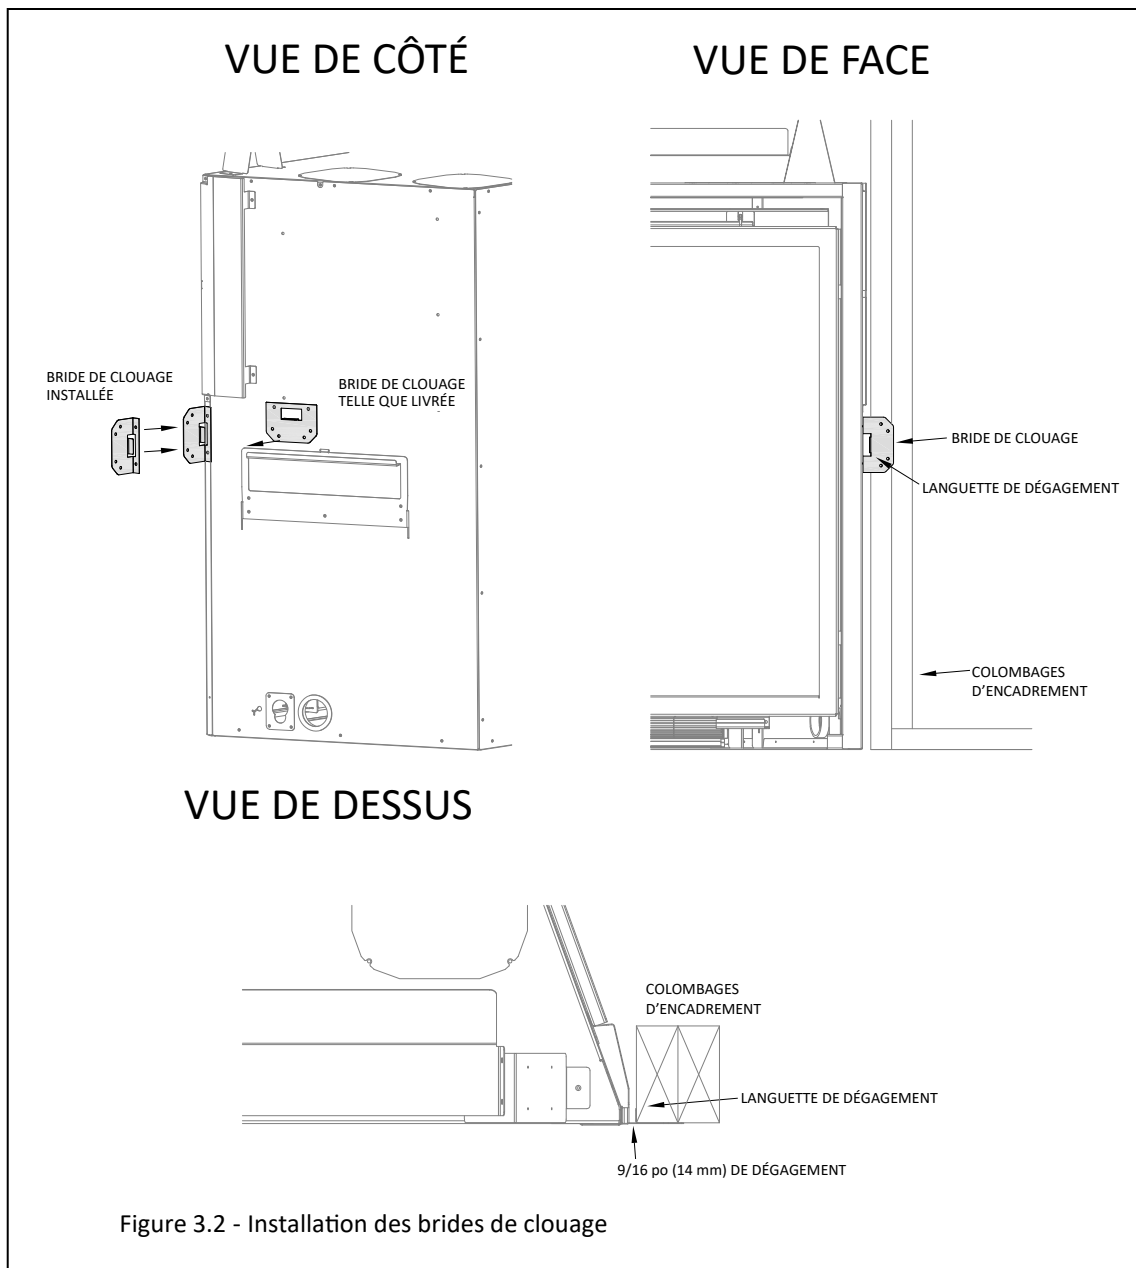 VUE DE CÔTÉ
VUE DE FACE
BRIDE DE CLOUAGE
INSTALLÉE
BRIDE DE CLOUAGE
TELLE QUE LIVRÉE
BRIDE DE CLOUAGE
LANGUETTE DE DÉGAGEMENT
COLOMBAGES
D'ENCADREMENT
VUE DE DESSUS
COLOMBAGES
D'ENCADREMENT
LANGUETTE DE DÉGAGEMENT
9/16 po (14 mm) DE DÉGAGEMENT
Figure 3.2 - Installation des brides de clouage